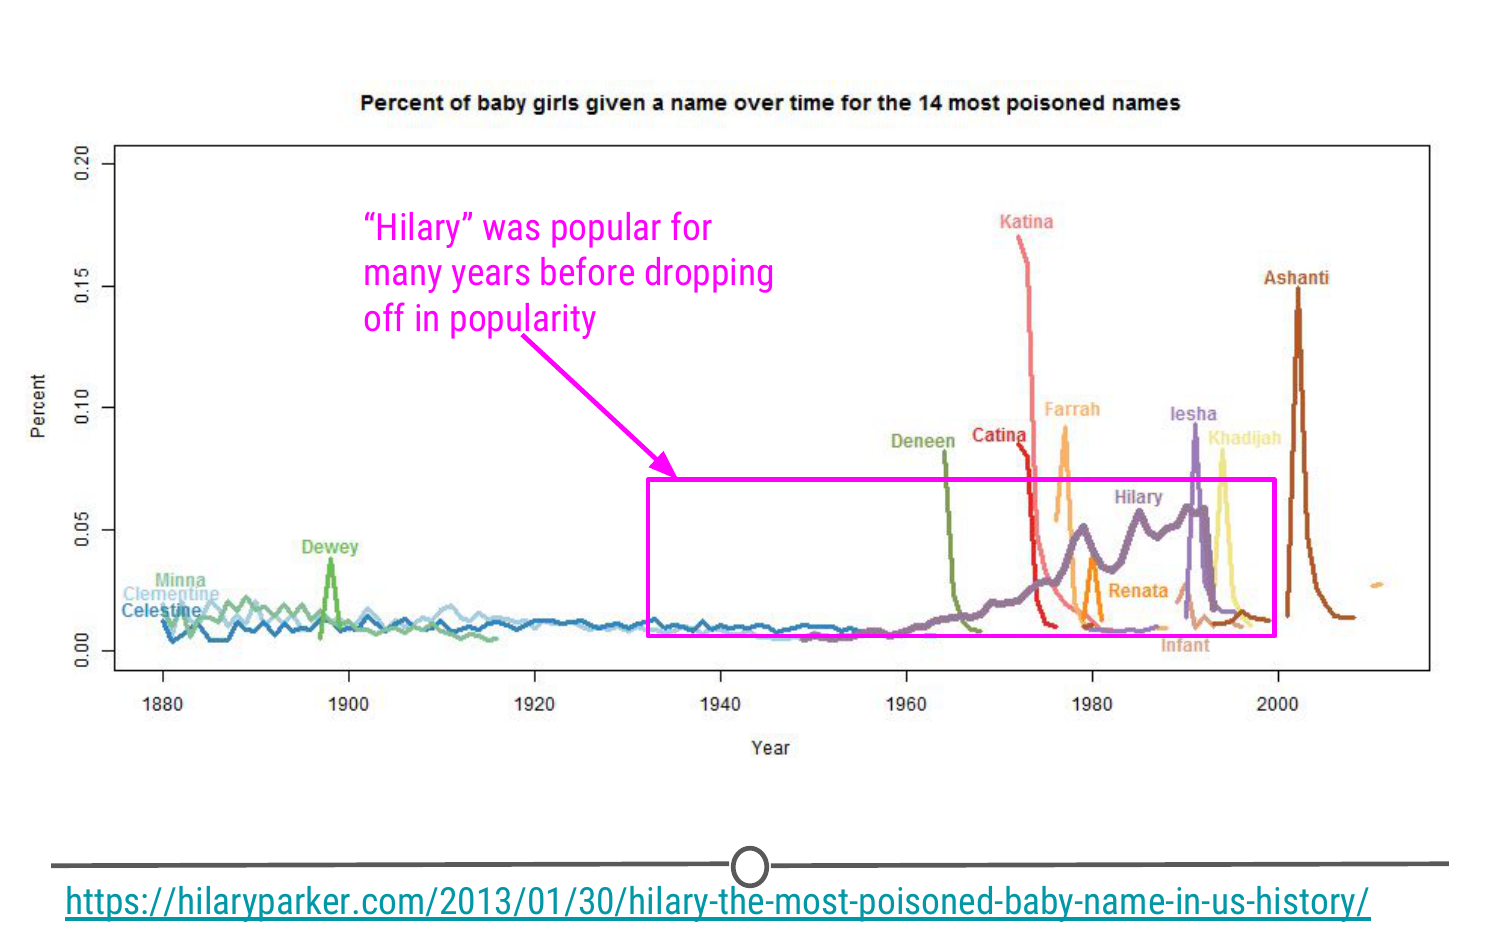 Percent of baby girls given a name over time for the 14 most poisoned names
0.20
0.15
0.10
0.05
0.00
Percent
“Hilary” was popular for
many years before dropping
off in popularity
Katina
Ashanti
Farrah
Iesha
Deneen
Catina
Khadijah
Hilary
Dewey
Minna
Clementine
Celestine
Renata
Infant
1880
1900
1920
1940
1960
1980
2000
Year
https://hilaryparker.com/2013/01/30/hilary-the-most-poisoned-baby-name-in-us-history/